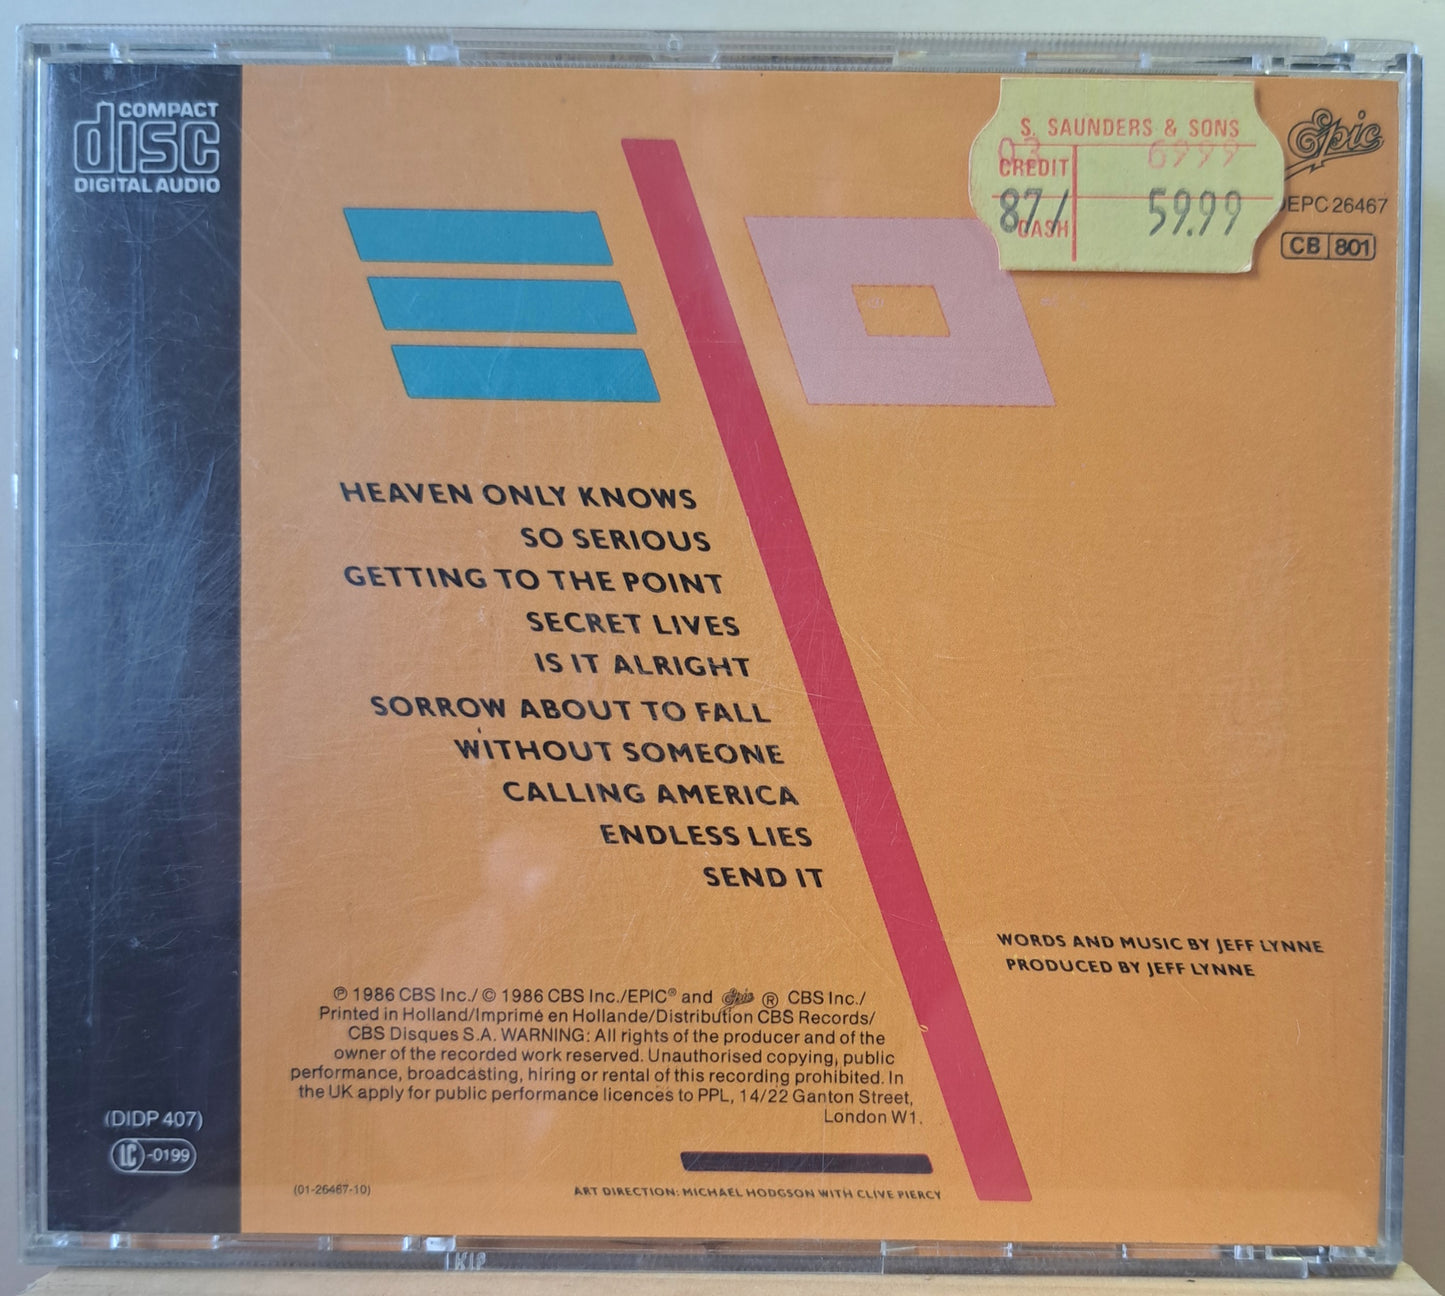 COMPACT
disc
DIGITAL AUDIO
S. SAUNDERS & SONS
03 6999
CREDIT
87/ 59.99
CASH
Epic
EPC 26467
CB 801
HEAVEN ONLY KNOWS
SO SERIOUS
GETTING TO THE POINT
SECRET LIVES
IS IT ALRIGHT
SORROW ABOUT TO FALL
WITHOUT SOMEONE
CALLING AMERICA
ENDLESS LIES
SEND IT
WORDS AND MUSIC BY JEFF LYNNE
PRODUCED BY JEFF LYNNE
℗ 1986 CBS Inc./ © 1986 CBS Inc./EPIC® and Epic ® CBS Inc./
Printed in Holland/Imprimé en Hollande/Distribution CBS Records/
CBS Disques S.A. WARNING: All rights of the producer and of the
owner of the recorded work reserved. Unauthorised copying, public
performance, broadcasting, hiring or rental of this recording prohibited. In
the UK apply for public performance licences to PPL, 14/22 Ganton Street,
London W1.
(DIDP 407)
LC-0199
(01-26467-10)
ART DIRECTION: MICHAEL HODGSON WITH CLIVE PIERCY